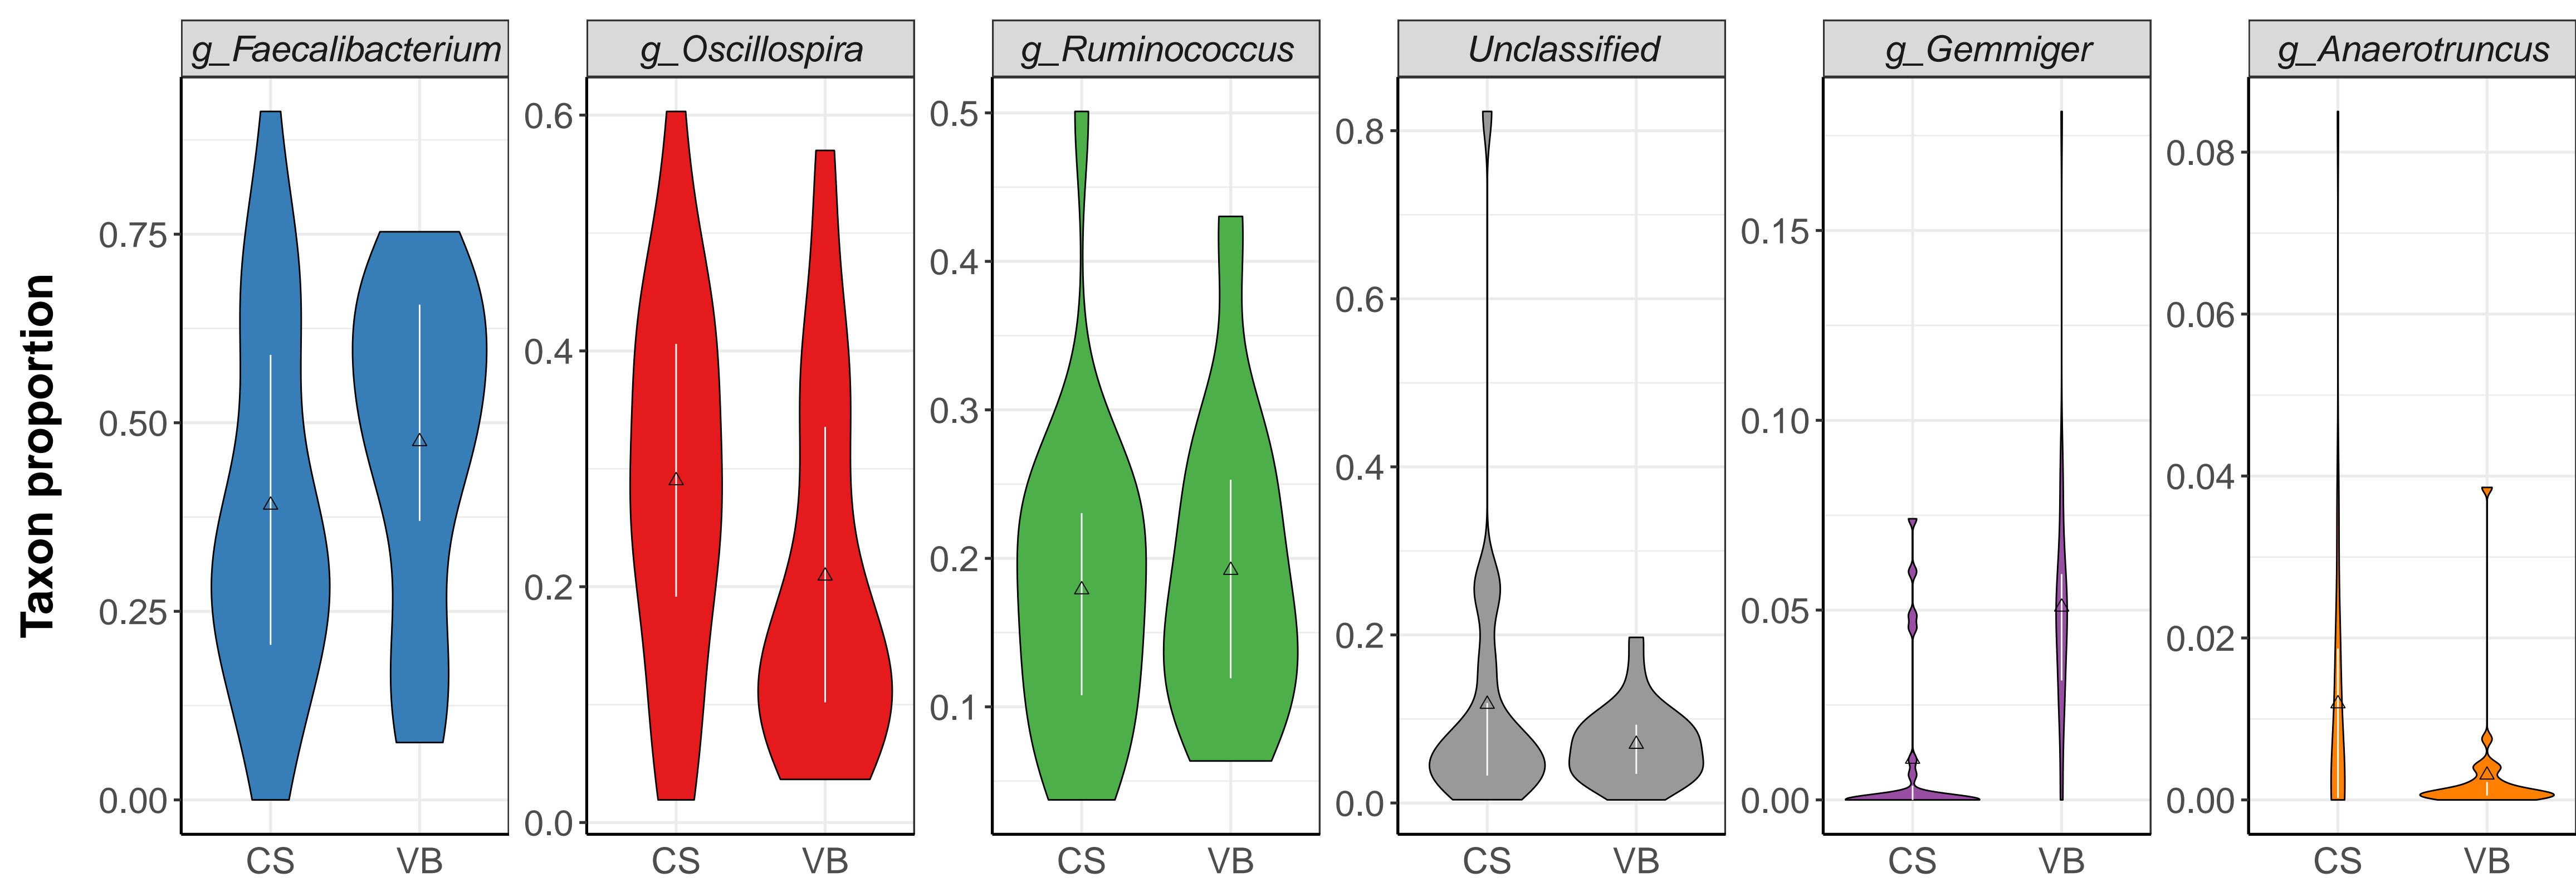 g_Faecalibacterium
g_Oscillospira
g_Ruminococcus
Unclassified
g_Gemmiger
g_Anaerotruncus
Taxon proportion
0.75
0.50
0.25
0.00
CS VB
0.6
0.4
0.2
0.0
CS VB
0.5
0.4
0.3
0.2
0.1
CS VB
0.8
0.6
0.4
0.2
0.0
CS VB
0.15
0.10
0.05
0.00
CS VB
0.08
0.06
0.04
0.02
0.00
CS VB